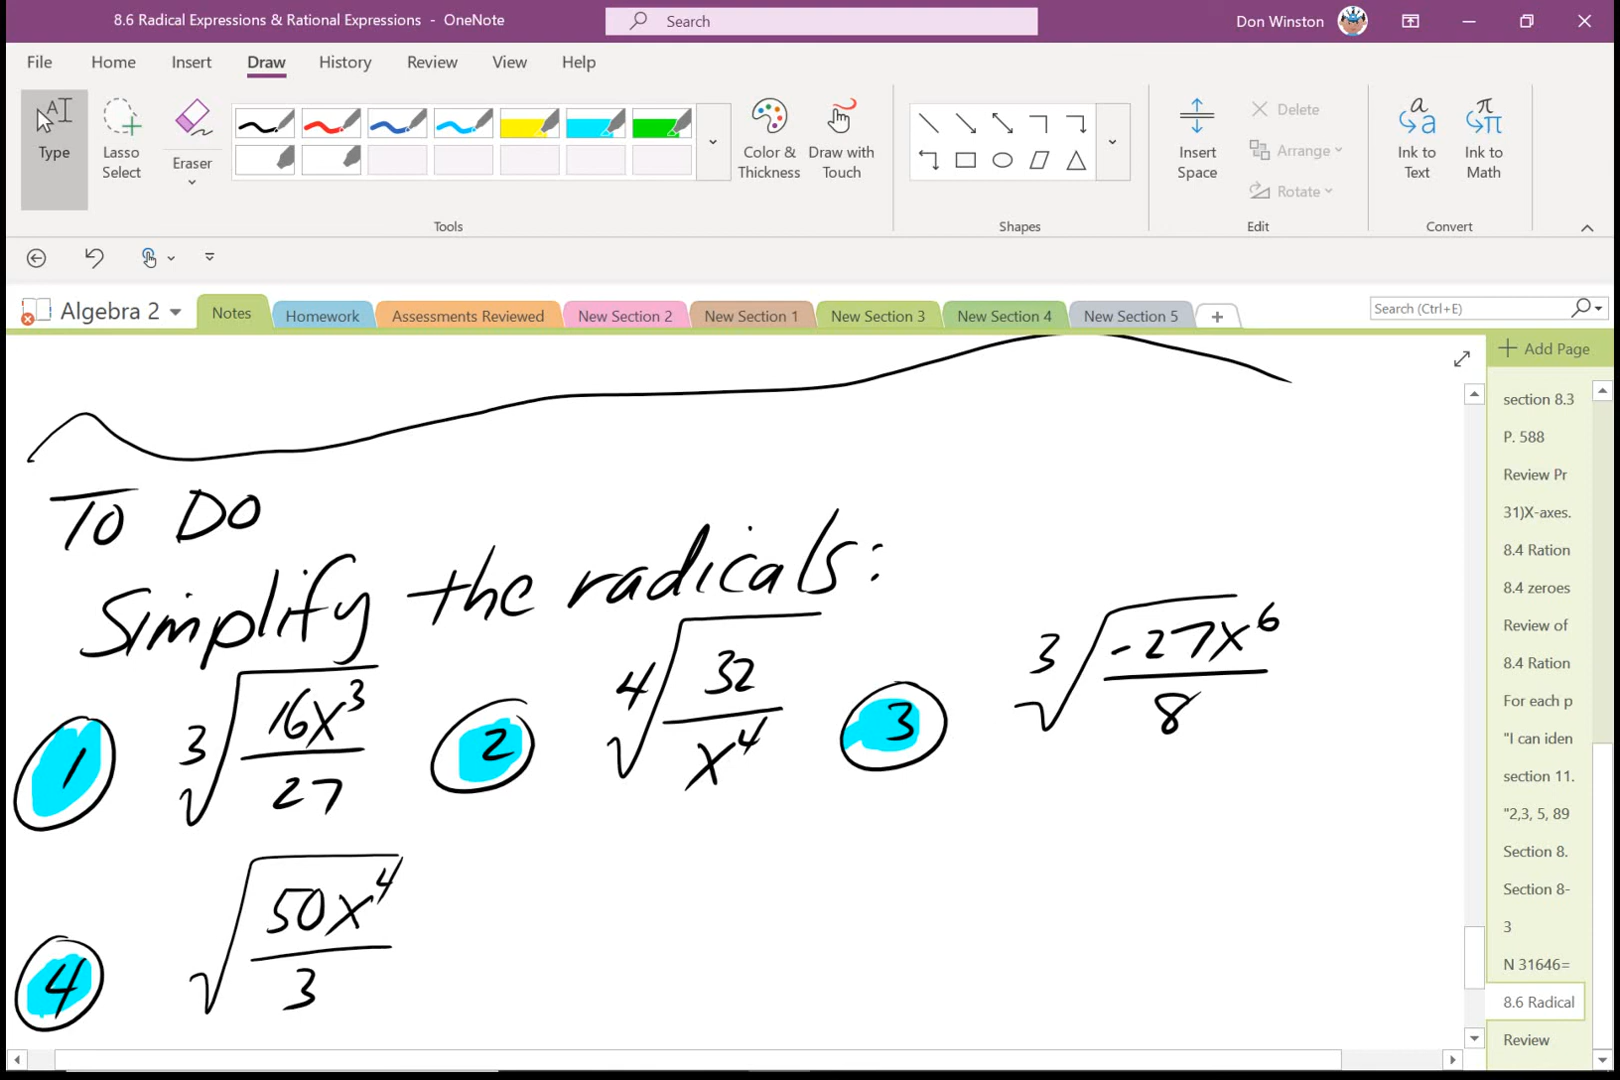 8.6 Radical Expressions & Rational Expressions - OneNote
Search
Don Winston
File Home Insert Draw History Review View Help
Type
Lasso Select
Eraser
Color & Thickness
Draw with Touch
Tools
Shapes
Insert Space
Delete
Arrange
Rotate
Edit
Ink to Text
Ink to Math
Convert
Algebra 2
Notes Homework Assessments Reviewed New Section 2 New Section 1 New Section 3 New Section 4 New Section 5
Search (Ctrl+E)
Add Page
section 8.3
P. 588
Review Pr
31)X-axes.
8.4 Ration
8.4 zeroes
Review of
8.4 Ration
For each p
"I can iden
section 11.
"2,3, 5, 89
Section 8.
Section 8-
3
N 31646=
8.6 Radical
Review
To DO
Simplify the radicals:
1 ³√(16x³/27) 2 ⁴√(32/x⁴) 3 ³√(-27x⁶/8)
4 √(50x⁴/3)